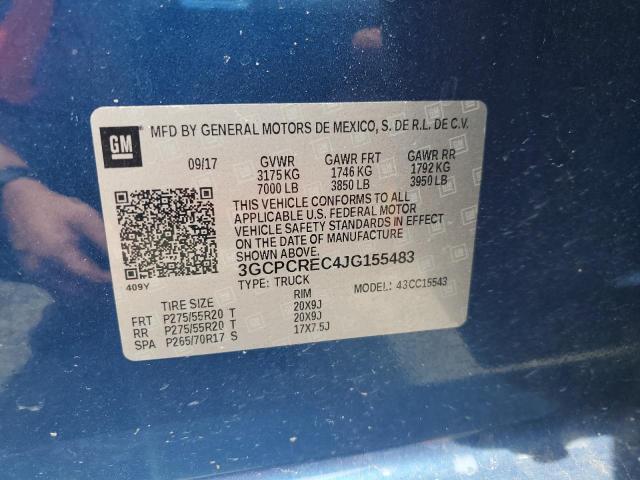 GM
MFD BY GENERAL MOTORS DE MEXICO, S. DE R.L. DE C.V.
09/17 GVWR GAWR FRT GAWR RR
3175 KG 1746 KG 1792 KG
7000 LB 3850 LB 3950 LB
THIS VEHICLE CONFORMS TO ALL
APPLICABLE U.S. FEDERAL MOTOR
VEHICLE SAFETY STANDARDS IN EFFECT
ON THE DATE OF MANUFACTURE
SHOWN ABOVE.
3GCPCREC4JG155483
409Y TYPE: TRUCK MODEL: 43CC15543
TIRE SIZE RIM
FRT P275/55R20 T 20X9J
RR P275/55R20 T 20X9J
SPA P265/70R17 S 17X7.5J